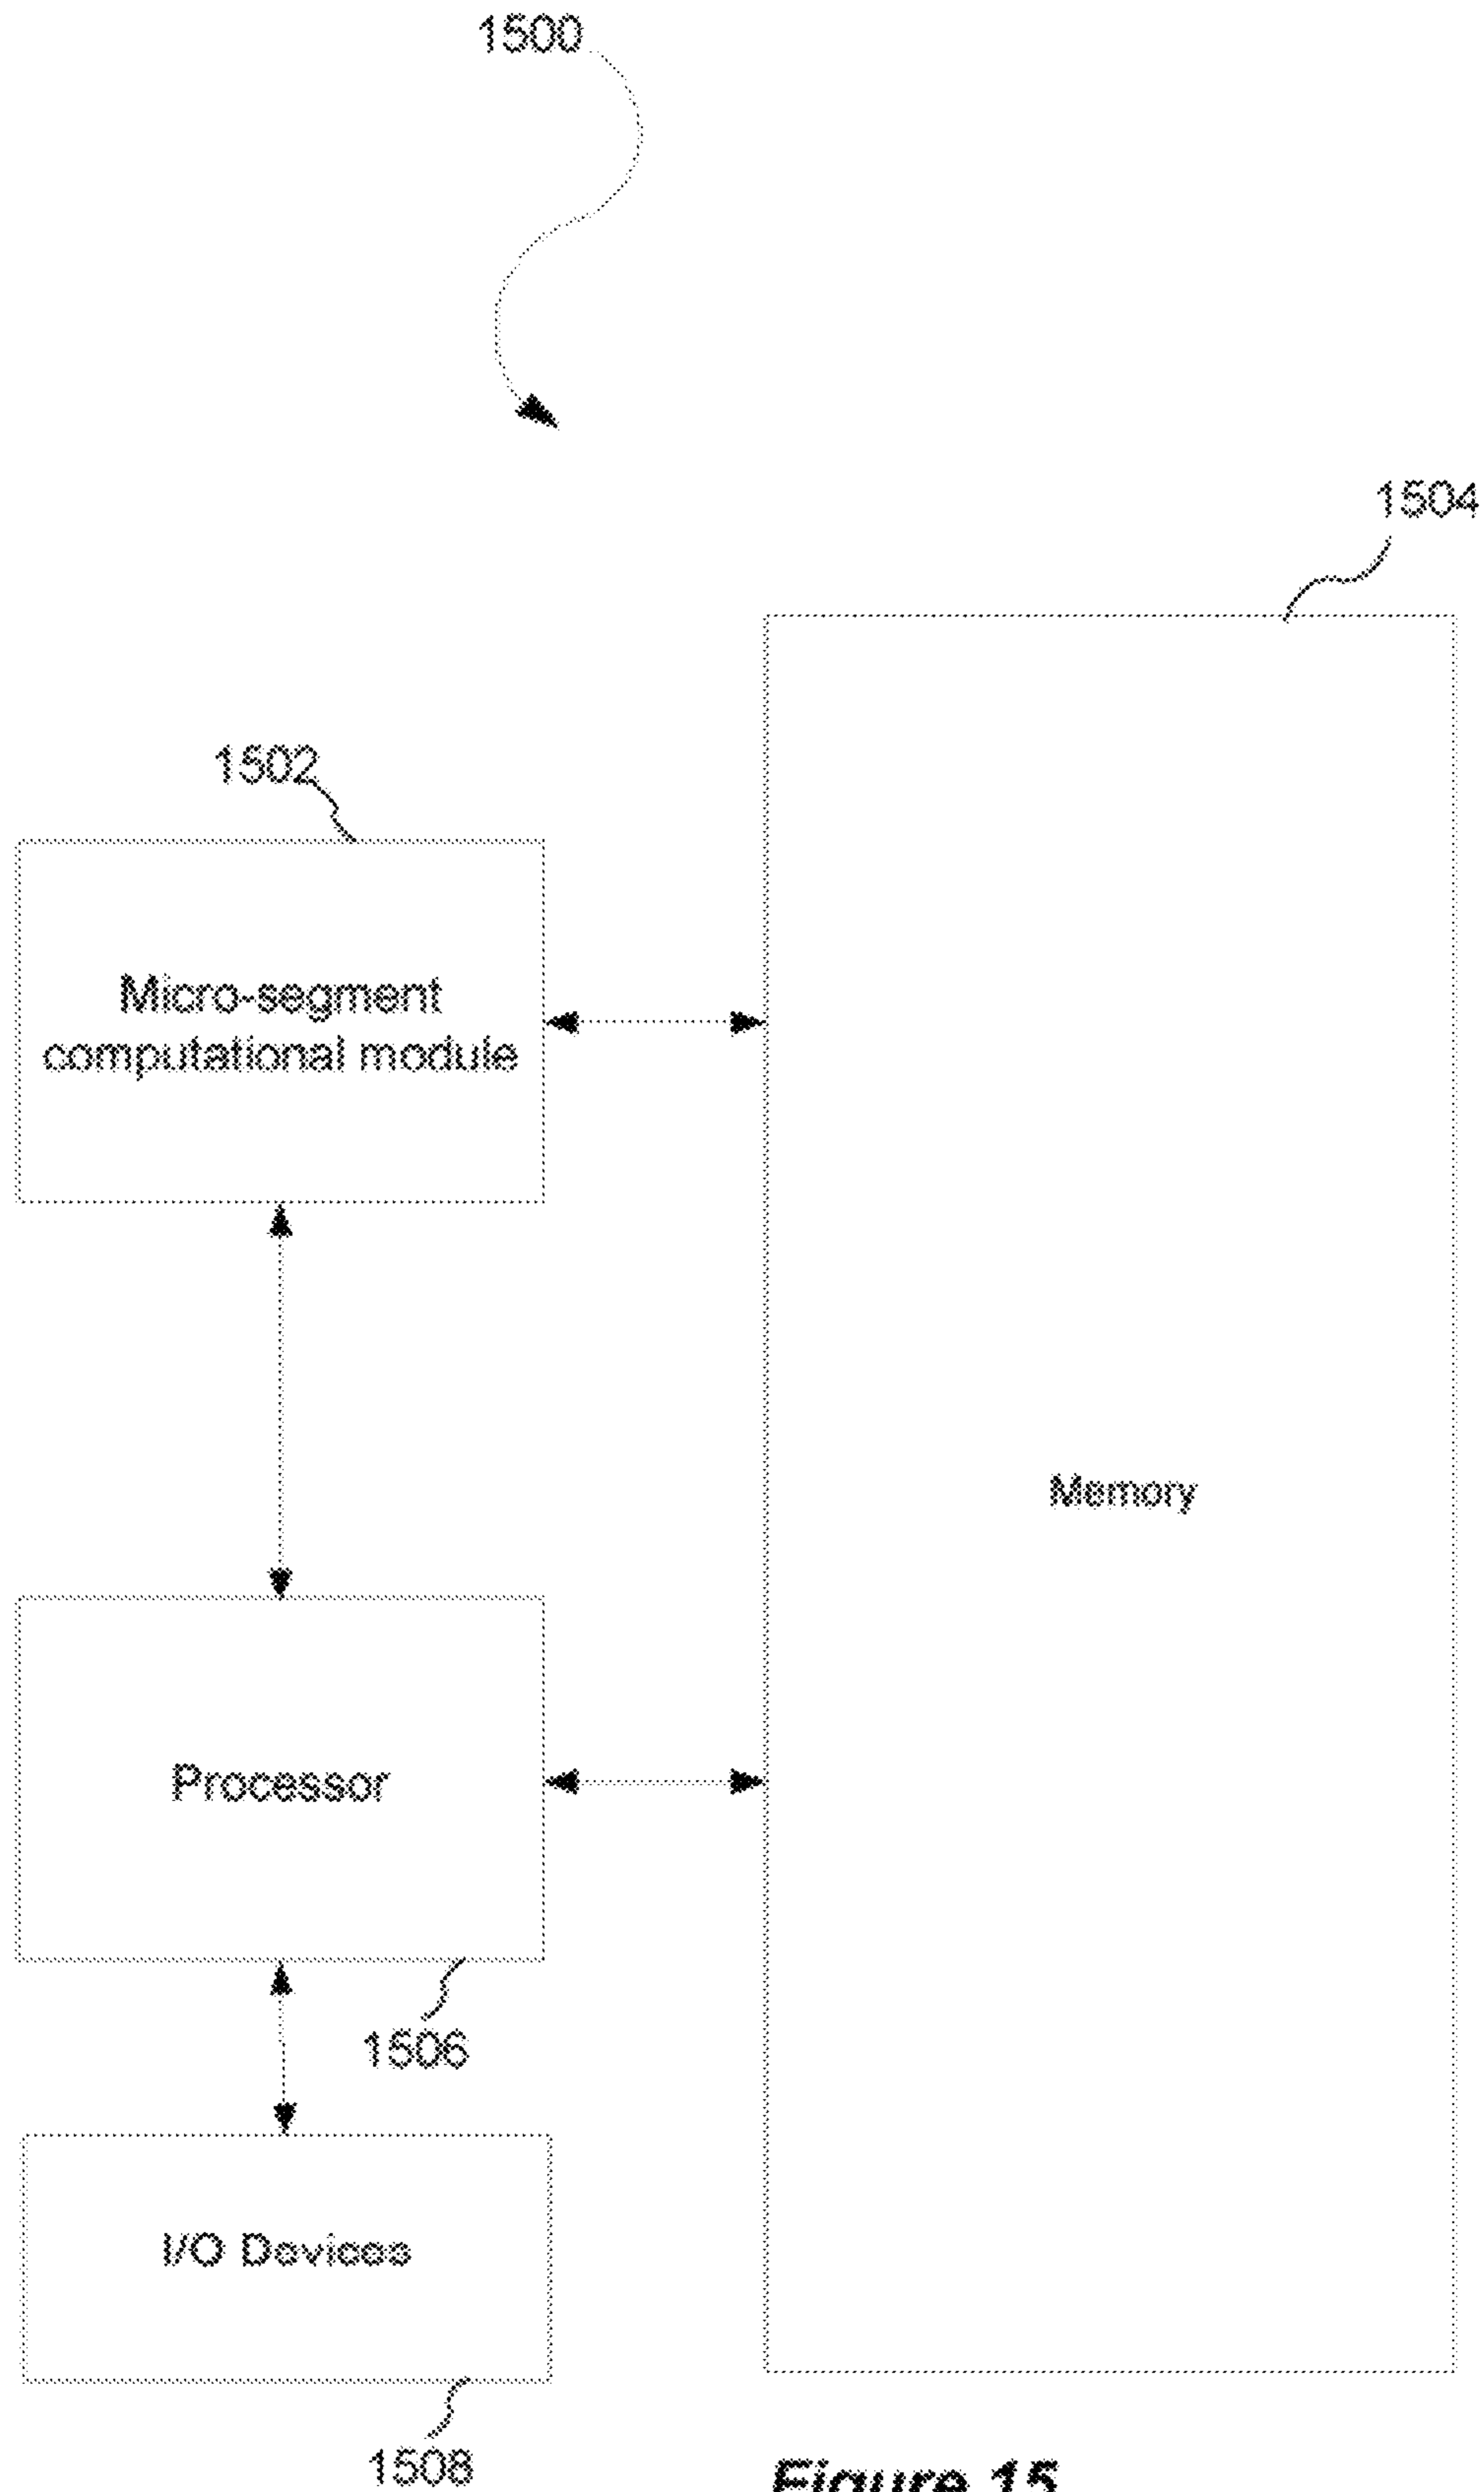 1500
1504
1502
Micro-segment
computational module
Memory
Processor
1506
I/O Devices
1508
Figure 15